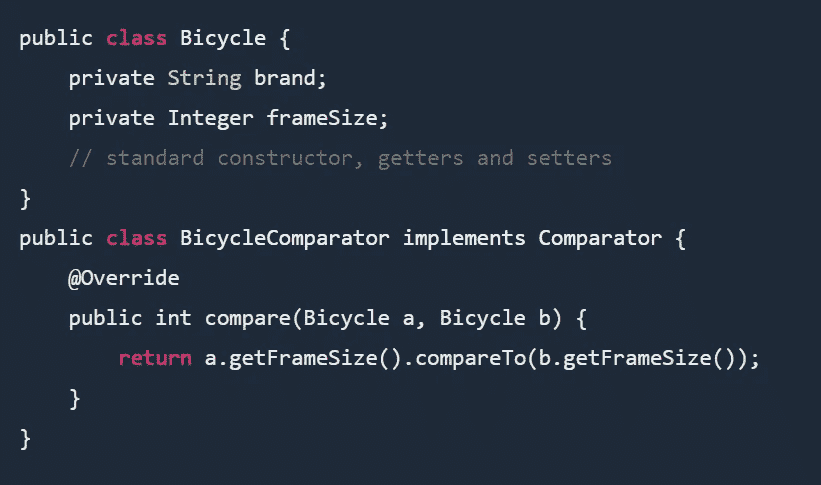 public class Bicycle {
    private String brand;
    private Integer frameSize;
    // standard constructor, getters and setters
}
public class BicycleComparator implements Comparator {
    @Override
    public int compare(Bicycle a, Bicycle b) {
        return a.getFrameSize().compareTo(b.getFrameSize());
    }
}